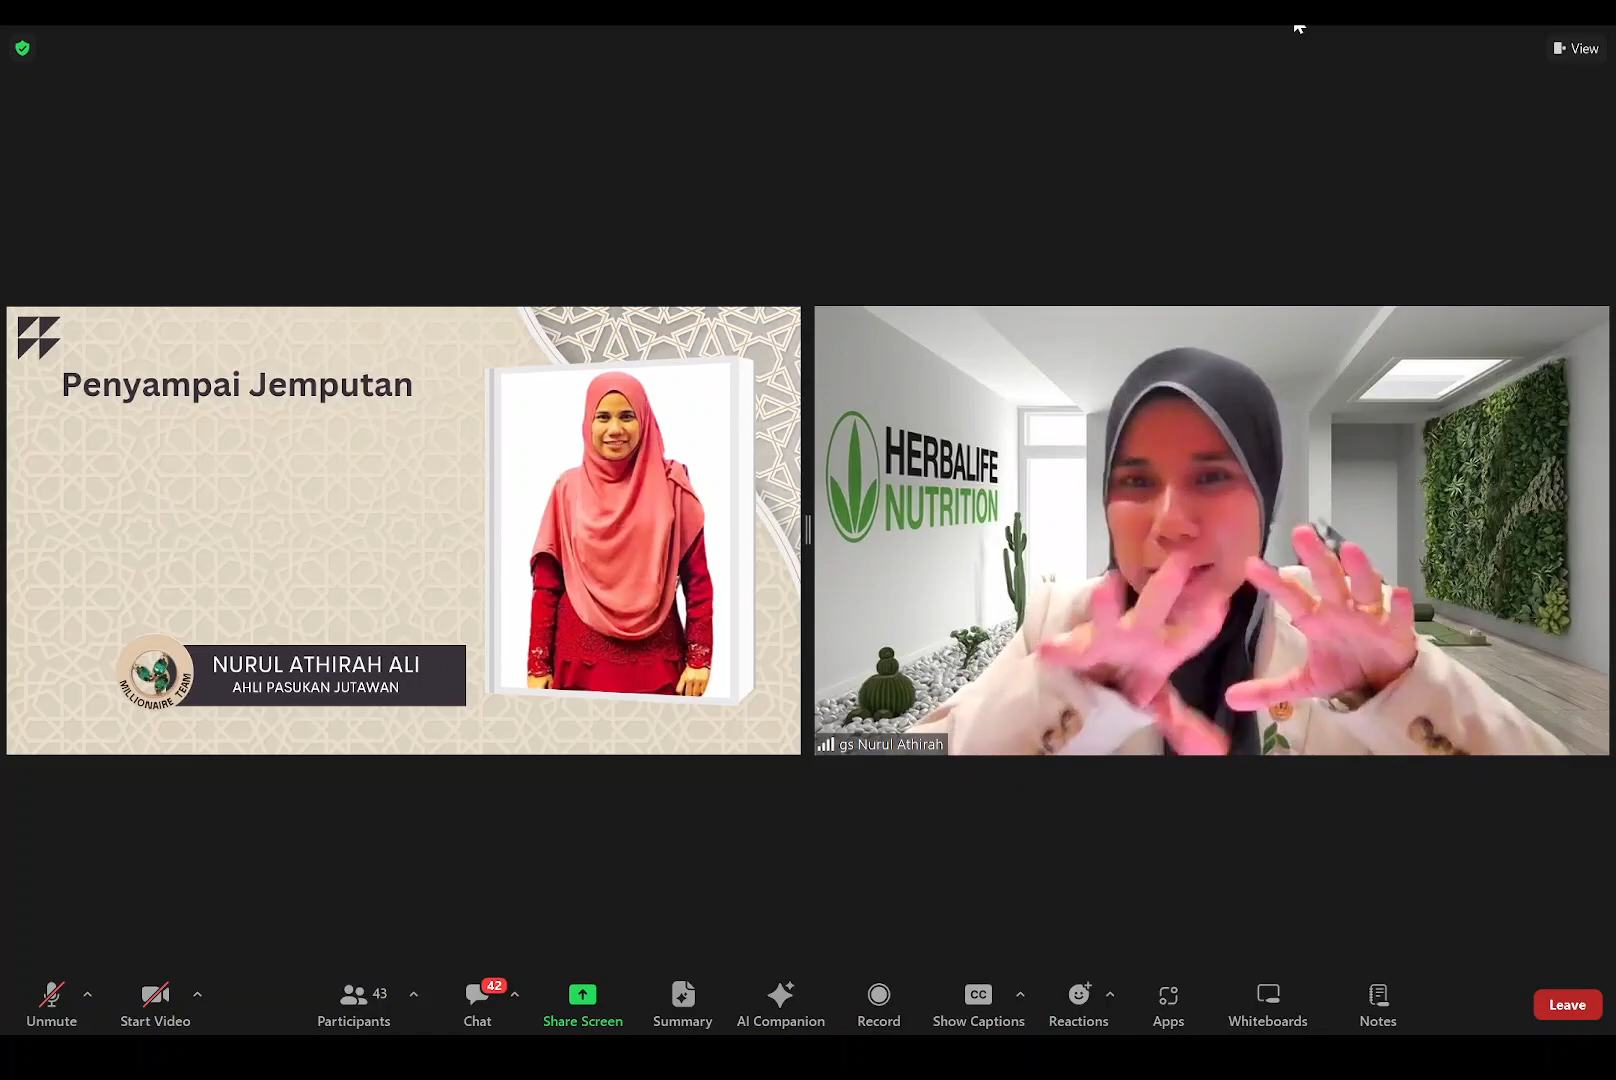 View
Penyampai Jemputan
NURUL ATHIRAH ALI
AHLI PASUKAN JUTAWAN
MILLIONAIRE TEAM
HERBALIFE
NUTRITION
gs Nurul Athirah
43
42
CC
Unmute
Start Video
Participants
Chat
Share Screen
Summary
AI Companion
Record
Show Captions
Reactions
Apps
Whiteboards
Notes
Leave